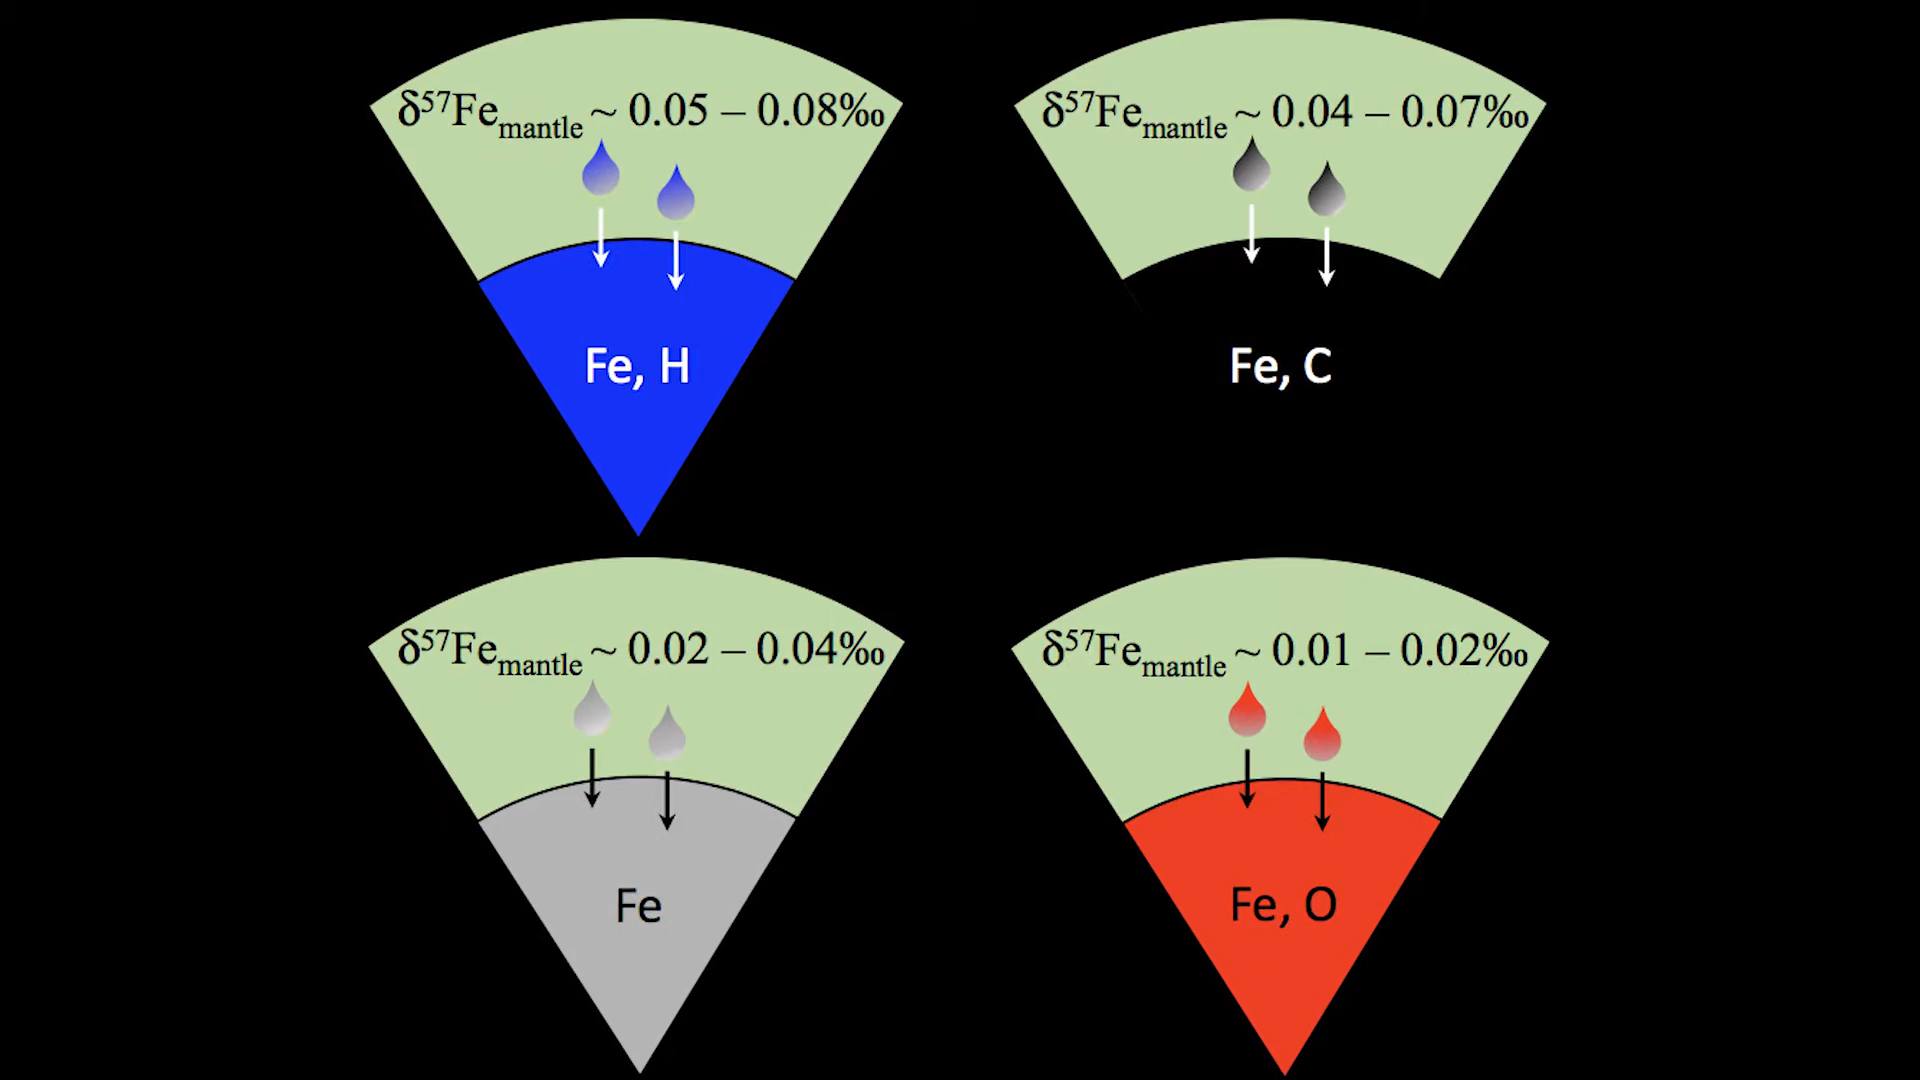 δ⁵⁷Feₘₐₙₜₗₑ ~ 0.05 – 0.08‰
Fe, H
δ⁵⁷Feₘₐₙₜₗₑ ~ 0.04 – 0.07‰
Fe, C
δ⁵⁷Feₘₐₙₜₗₑ ~ 0.02 – 0.04‰
Fe
δ⁵⁷Feₘₐₙₜₗₑ ~ 0.01 – 0.02‰
Fe, O